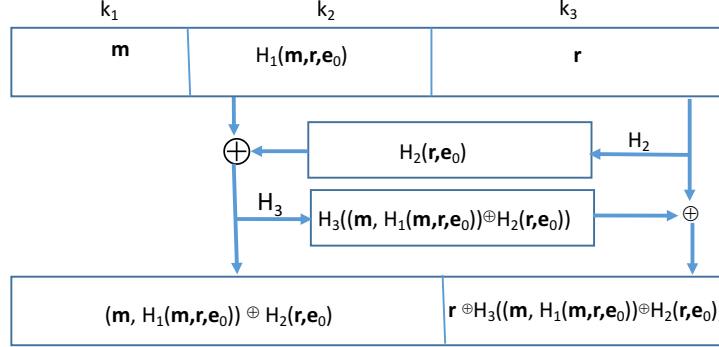 k₁ k₂ k₃
m H₁(m,r,e₀) r
H₂(r,e₀) H₂
H₃
H₃((m, H₁(m,r,e₀))⊕H₂(r,e₀))
(m, H₁(m,r,e₀)) ⊕ H₂(r,e₀) r ⊕H₃((m, H₁(m,r,e₀))⊕H₂(r,e₀)